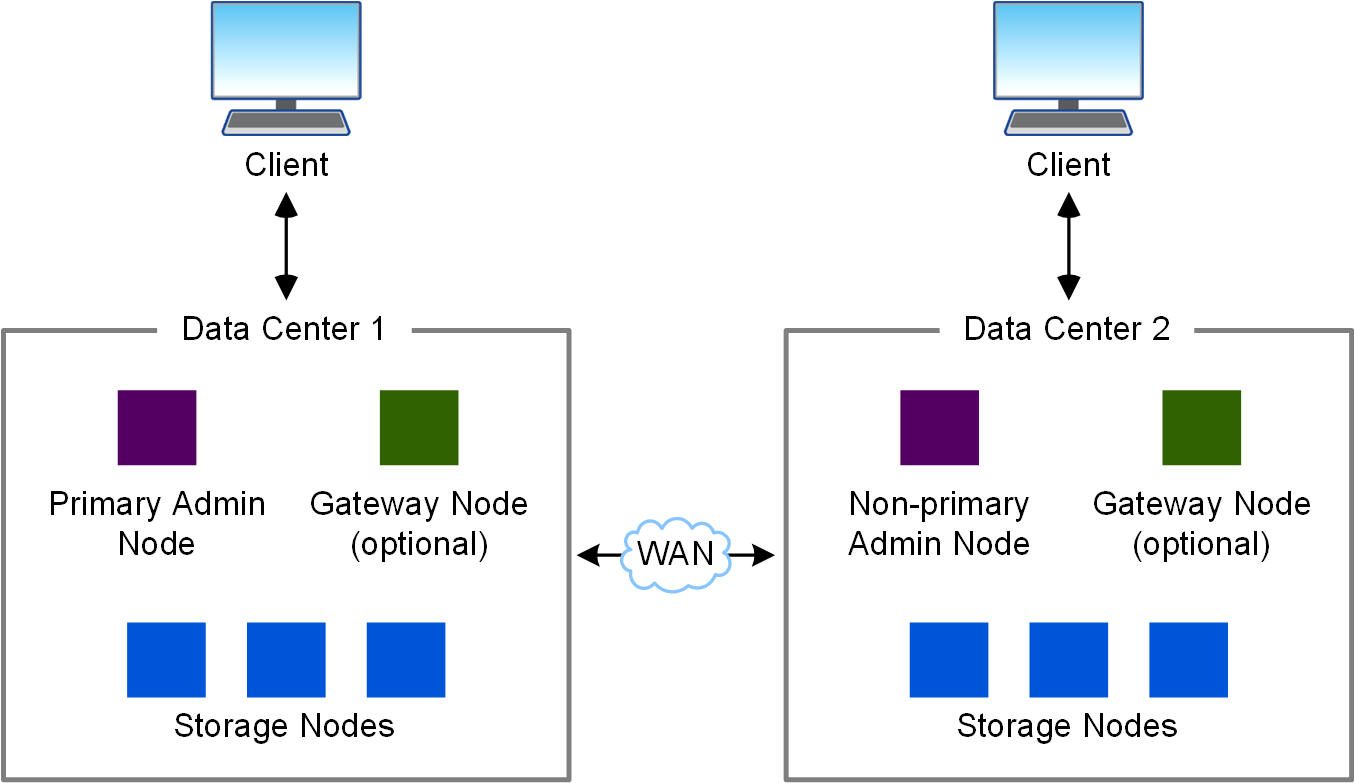 Client
Client
Data Center 1
Data Center 2
Primary Admin
Node
Gateway Node
(optional)
Non-primary
Admin Node
Gateway Node
(optional)
WAN
Storage Nodes
Storage Nodes